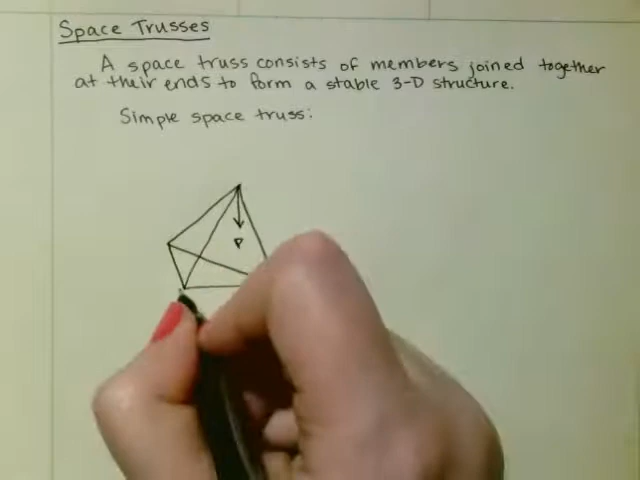 Space Trusses
A space truss consists of members joined together
at their ends to form a stable 3-D structure.
Simple space truss:
P